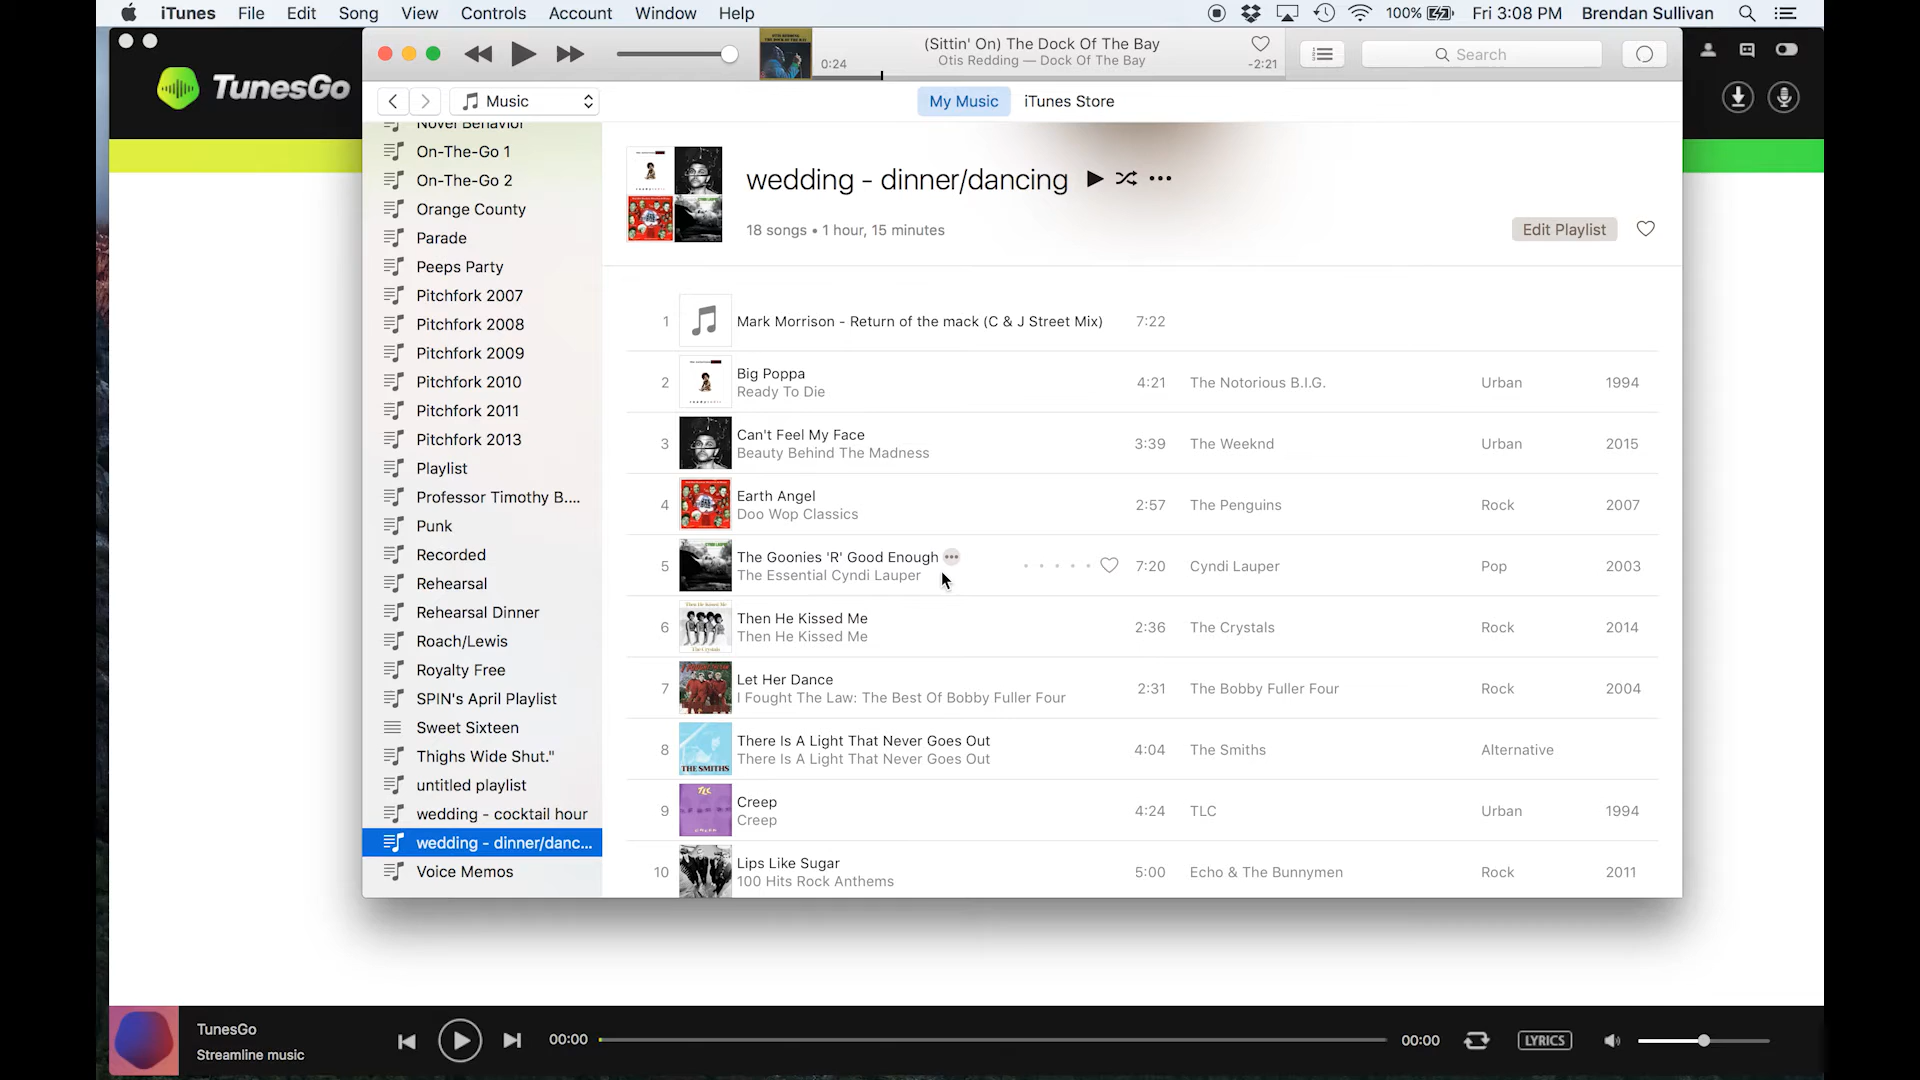 iTunes File Edit Song View Controls Account Window Help 100% Fri 3:08 PM Brendan Sullivan
TunesGo
0:24
(Sittin' On) The Dock Of The Bay
Otis Redding — Dock Of The Bay
-2:21
Search
Music
My Music iTunes Store
Novel Behavior
On-The-Go 1
On-The-Go 2
Orange County
Parade
Peeps Party
Pitchfork 2007
Pitchfork 2008
Pitchfork 2009
Pitchfork 2010
Pitchfork 2011
Pitchfork 2013
Playlist
Professor Timothy B....
Punk
Recorded
Rehearsal
Rehearsal Dinner
Roach/Lewis
Royalty Free
SPIN's April Playlist
Sweet Sixteen
Thighs Wide Shut."
untitled playlist
wedding - cocktail hour
wedding - dinner/danc...
Voice Memos
wedding - dinner/dancing
18 songs • 1 hour, 15 minutes
Edit Playlist
1 Mark Morrison - Return of the mack (C & J Street Mix) 7:22
2 Big Poppa 4:21 The Notorious B.I.G. Urban 1994
Ready To Die
3 Can't Feel My Face 3:39 The Weeknd Urban 2015
Beauty Behind The Madness
4 Earth Angel 2:57 The Penguins Rock 2007
Doo Wop Classics
5 The Goonies 'R' Good Enough 7:20 Cyndi Lauper Pop 2003
The Essential Cyndi Lauper
6 Then He Kissed Me 2:36 The Crystals Rock 2014
Then He Kissed Me
7 Let Her Dance 2:31 The Bobby Fuller Four Rock 2004
I Fought The Law: The Best Of Bobby Fuller Four
8 There Is A Light That Never Goes Out 4:04 The Smiths Alternative
There Is A Light That Never Goes Out
THE SMITHS
9 Creep 4:24 TLC Urban 1994
Creep
TLC
10 Lips Like Sugar 5:00 Echo & The Bunnymen Rock 2011
100 Hits Rock Anthems
TunesGo
Streamline music
00:00
00:00
LYRICS